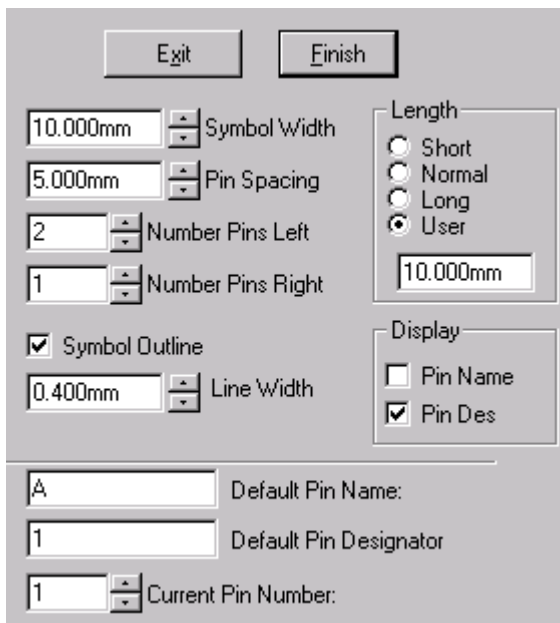 Exit Finish
10.000mm Symbol Width
5.000mm Pin Spacing
2 Number Pins Left
1 Number Pins Right
Length
Short
Normal
Long
User
10.000mm
Symbol Outline
0.400mm Line Width
Display
Pin Name
Pin Des
A Default Pin Name:
1 Default Pin Designator
1 Current Pin Number: